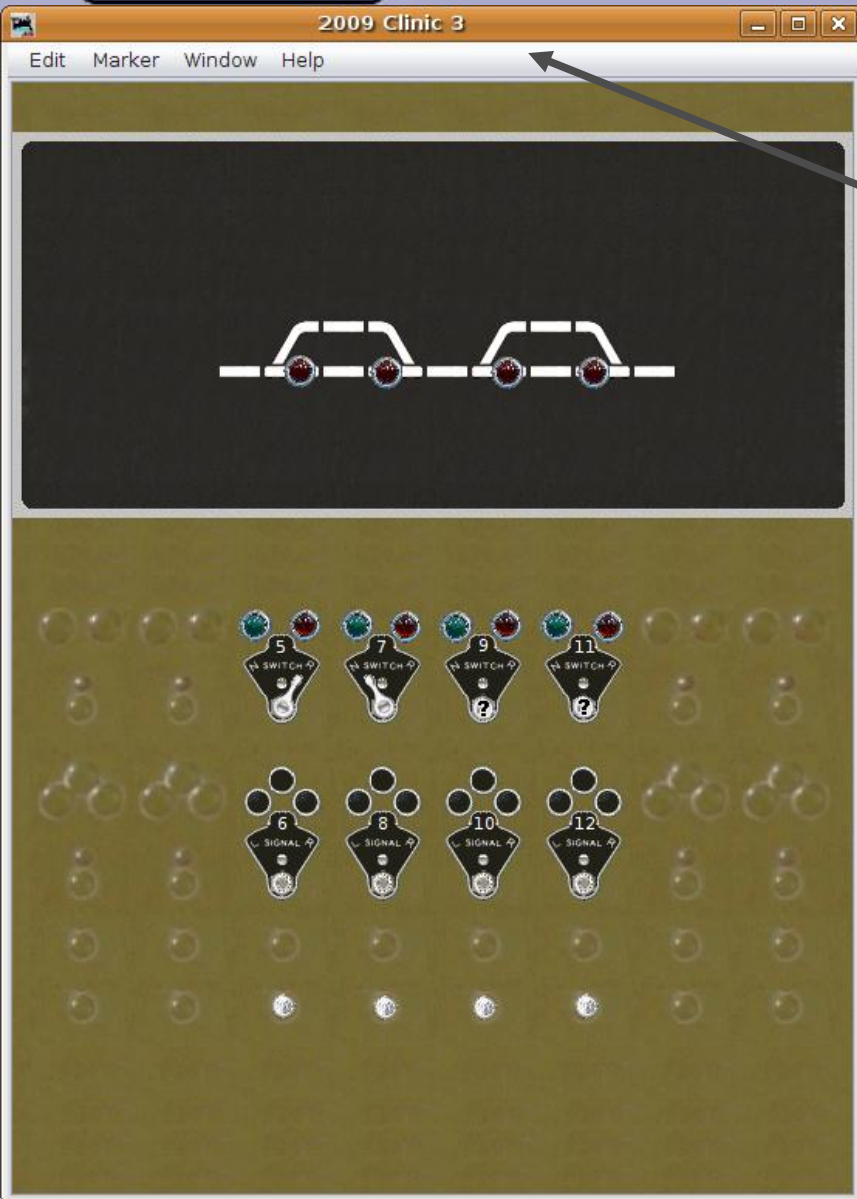 2009 Clinic 3
Edit Marker Window Help
5 7 9 11
N SWITCH R N SWITCH R N SWITCH R N SWITCH R
? ?
6 8 10 12
L SIGNAL R L SIGNAL R L SIGNAL R L SIGNAL R